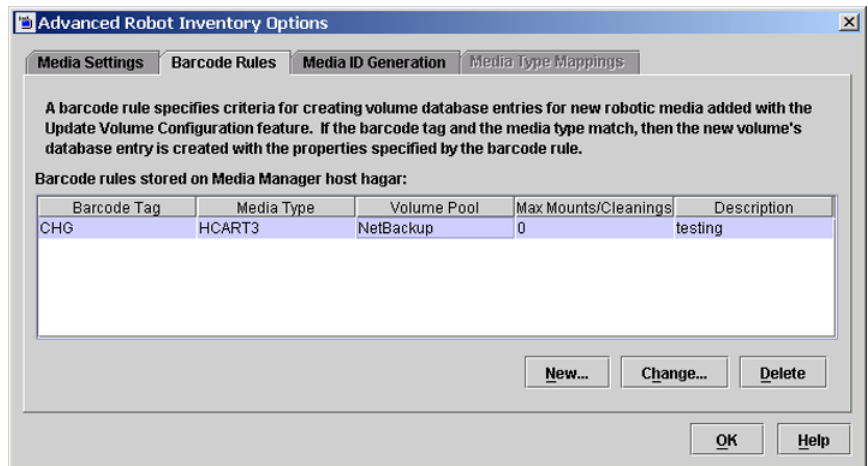 Advanced Robot Inventory Options
Media Settings Barcode Rules Media ID Generation Media Type Mappings
A barcode rule specifies criteria for creating volume database entries for new robotic media added with the
Update Volume Configuration feature. If the barcode tag and the media type match, then the new volume's
database entry is created with the properties specified by the barcode rule.
Barcode rules stored on Media Manager host hagar:
Barcode Tag Media Type Volume Pool Max Mounts/Cleanings Description
CHG HCART3 NetBackup 0 testing
New... Change... Delete
OK Help